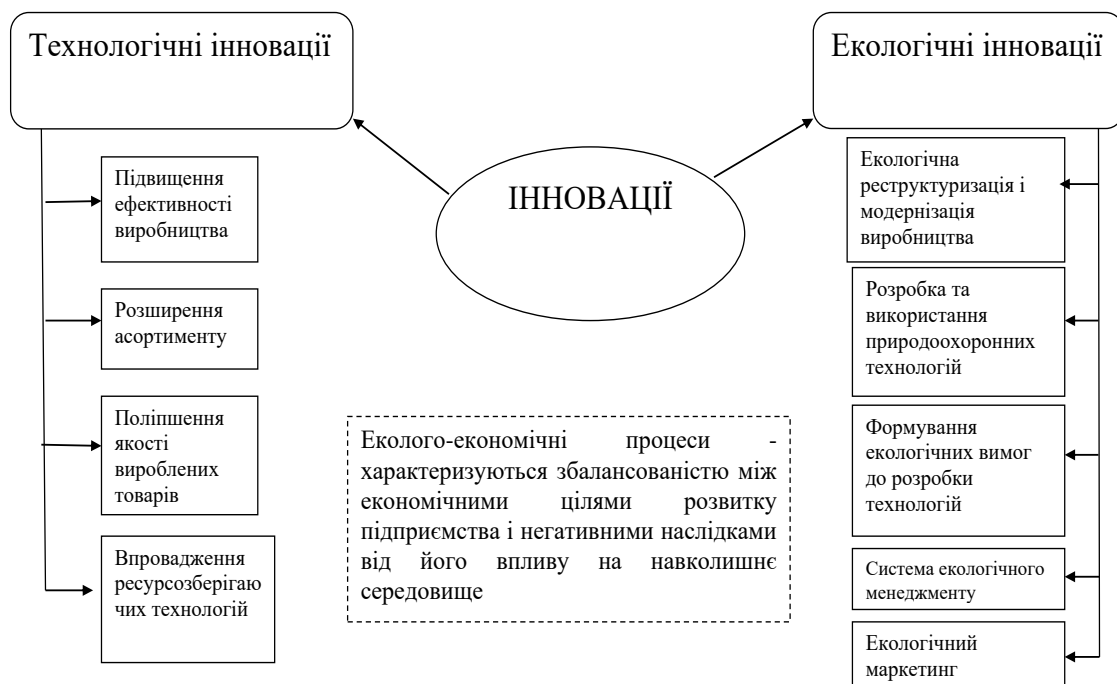 Технологічні інновації
Екологічні інновації
ІННОВАЦІЇ
Підвищення
ефективності
виробництва
Розширення
асортименту
Поліпшення
якості
вироблених
товарів
Впровадження
ресурсозберігаю
чих технологій
Еколого-економічні процеси -
характеризуються збалансованістю між
економічними цілями розвитку
підприємства і негативними наслідками
від його впливу на навколишнє
середовище
Екологічна
реструктуризація і
модернізація
виробництва
Розробка та
використання
природоохоронних
технологій
Формування
екологічних вимог
до розробки
технологій
Система екологічного
менеджменту
Екологічний
маркетинг